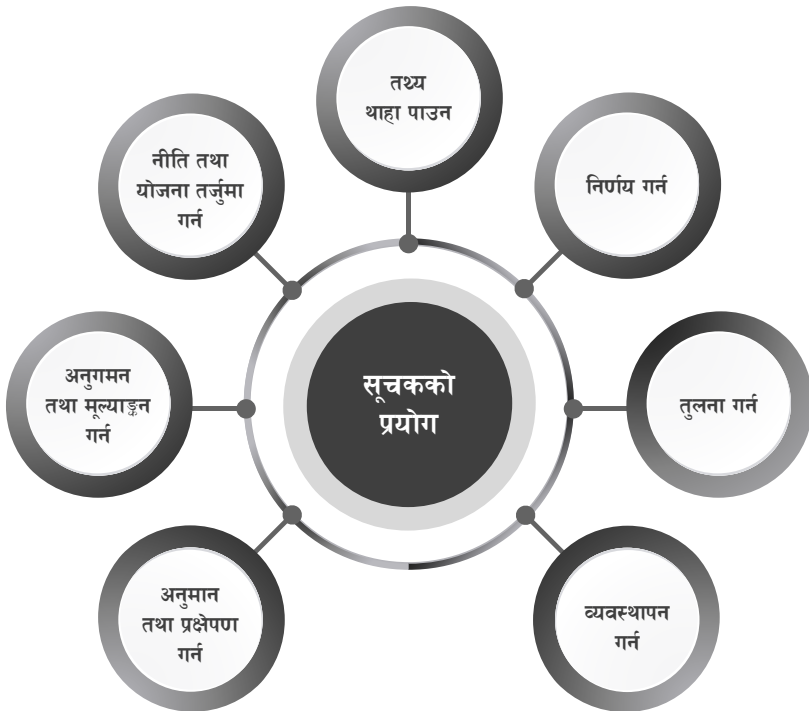 तथ्य
थाहा पाउन
निर्णय गर्न
तुलना गर्न
व्यवस्थापन
गर्न
अनुमान
तथा प्रक्षेपण
गर्न
अनुगमन
तथा मूल्याङ्कन
गर्न
नीति तथा
योजना तर्जुमा
गर्न
सूचकको
प्रयोग